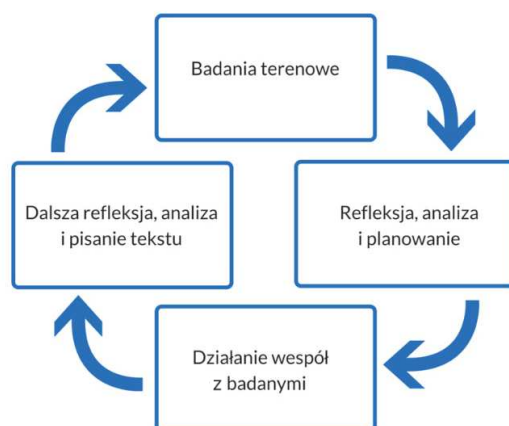 Badania terenowe
Refleksja, analiza
i planowanie
Działanie wespół
z badanymi
Dalsza refleksja, analiza
i pisanie tekstu